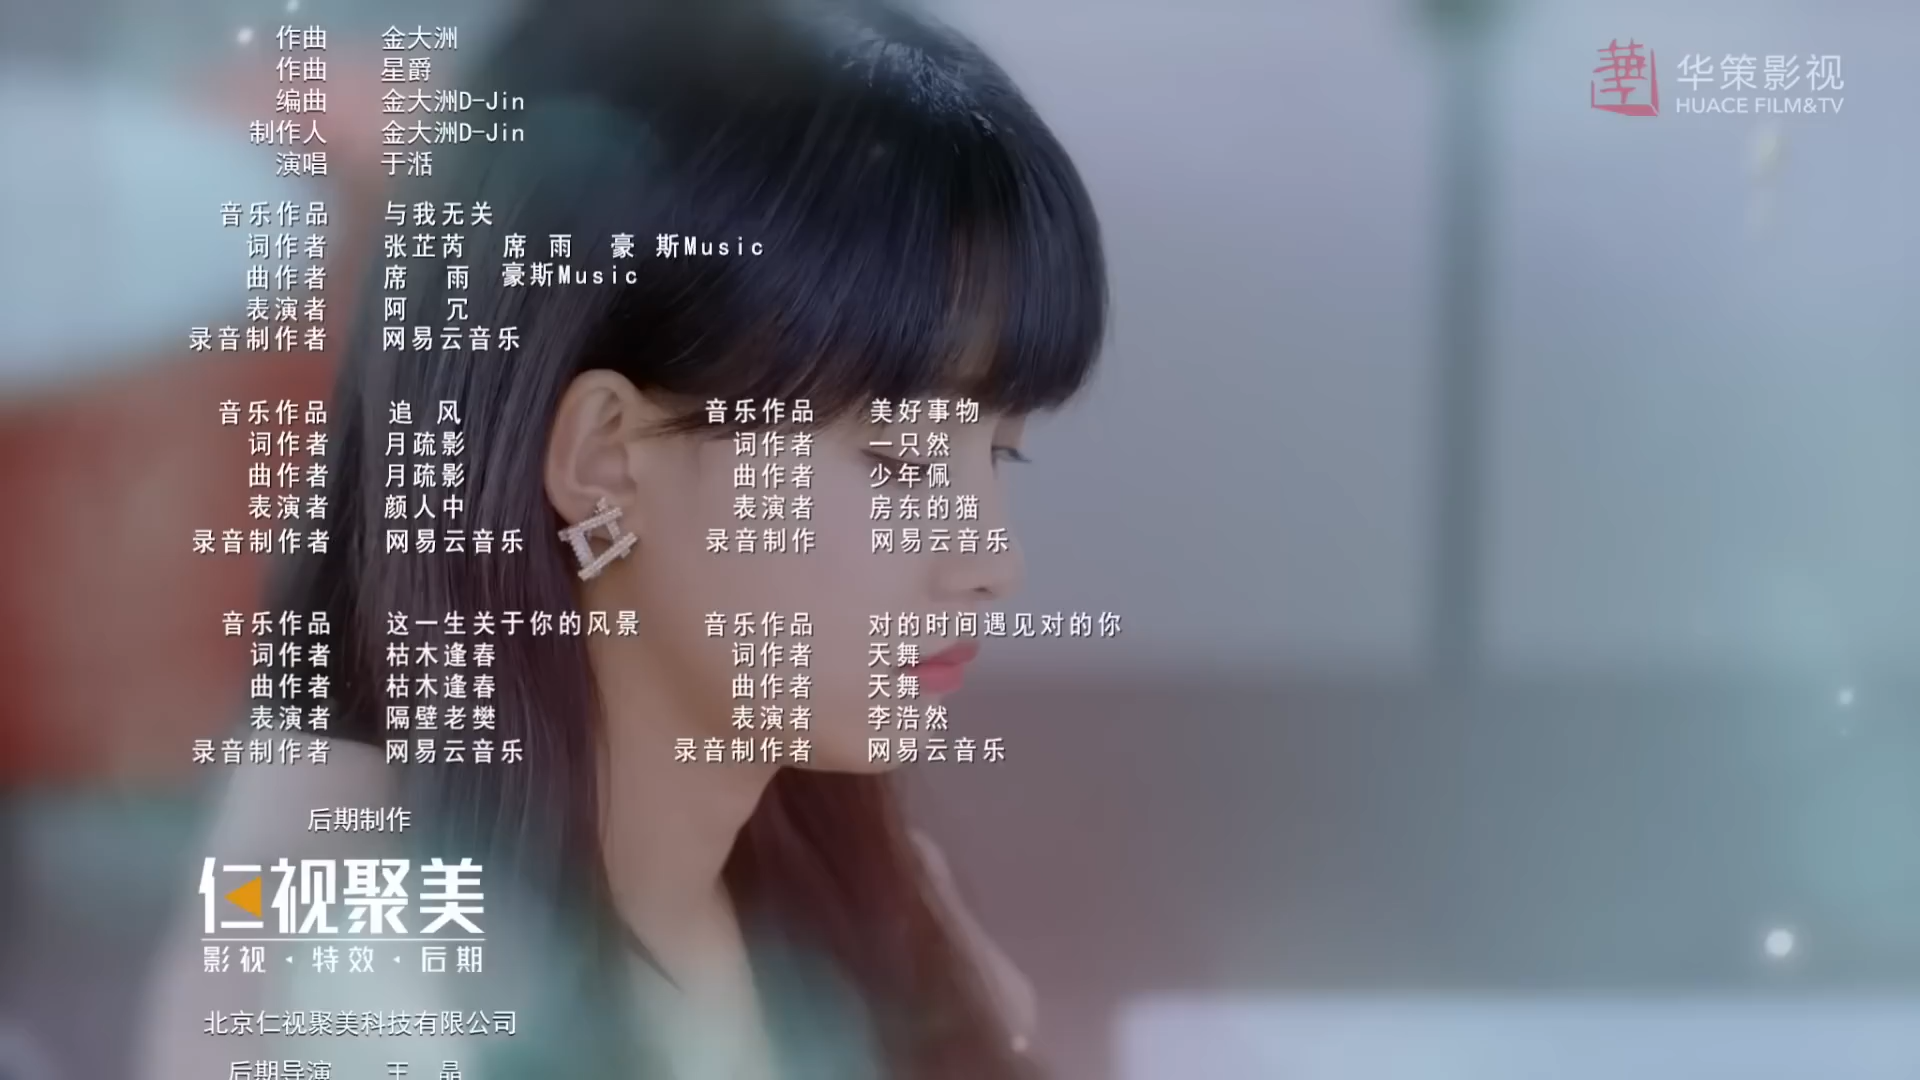 作曲 金大洲
作曲 星爵
编曲 金大洲D-Jin
制作人 金大洲D-Jin
演唱 于湉
华策影视
HUACE FILM&TV
音乐作品 与我无关
词作者 张芷芮 席 雨 豪 斯Music
曲作者 席 雨 豪斯Music
表演者 阿 冗
录音制作者 网易云音乐
音乐作品 追 风
词作者 月疏影
曲作者 月疏影
表演者 颜人中
录音制作者 网易云音乐
音乐作品 美好事物
词作者 一只然
曲作者 少年佩
表演者 房东的猫
录音制作 网易云音乐
音乐作品 这一生关于你的风景
词作者 枯木逢春
曲作者 枯木逢春
表演者 隔壁老樊
录音制作者 网易云音乐
音乐作品 对的时间遇见对的你
词作者 天舞
曲作者 天舞
表演者 李浩然
录音制作者 网易云音乐
后期制作
仁视聚美
影视·特效·后期
北京仁视聚美科技有限公司
后期导演 王 晶